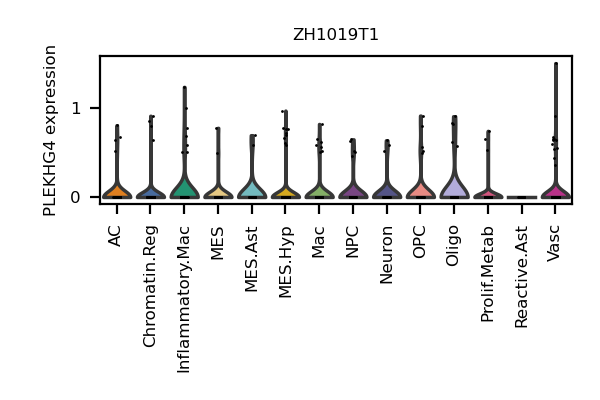 ZH1019T1
PLEKHG4 expression
1
0
AC
Chromatin.Reg
Inflammatory.Mac
MES
MES.Ast
MES.Hyp
Mac
NPC
Neuron
OPC
Oligo
Prolif.Metab
Reactive.Ast
Vasc